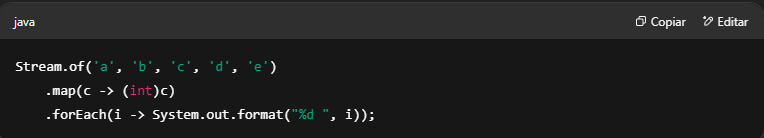 java
Copiar
Editar
Stream.of('a', 'b', 'c', 'd', 'e')
    .map(c -> (int)c)
    .forEach(i -> System.out.format("%d ", i));